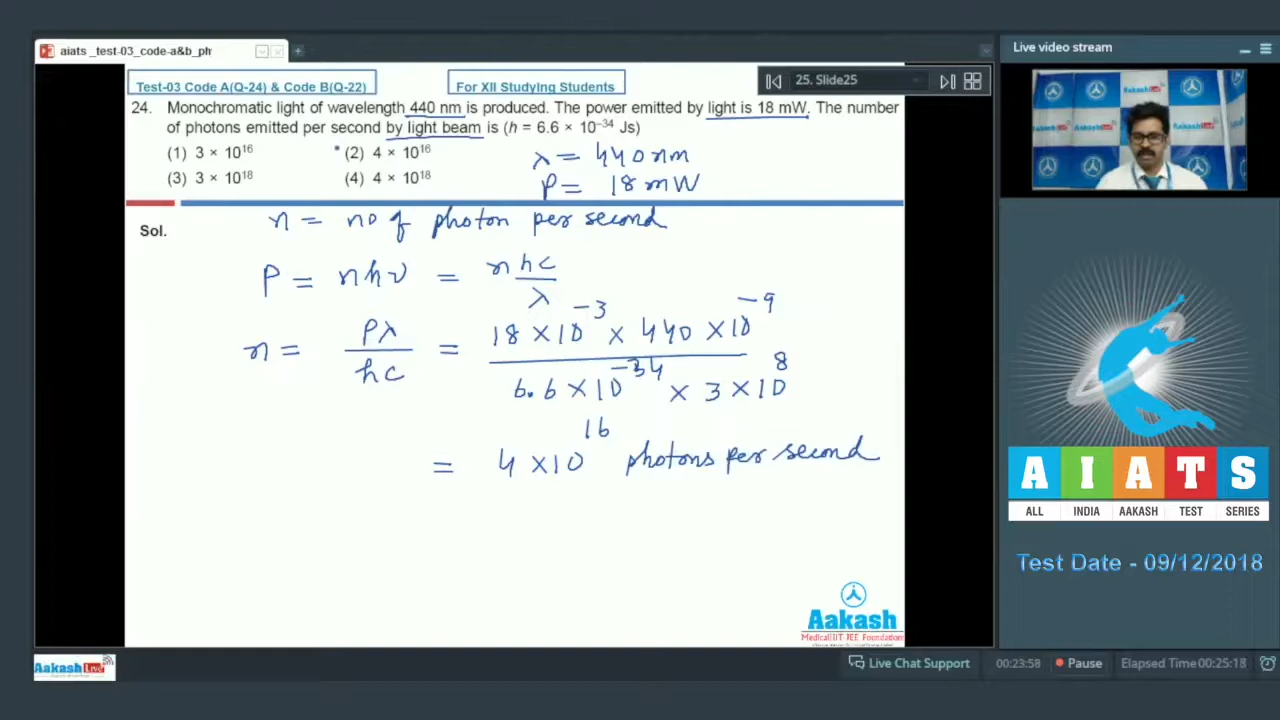 aiats _test-03_code-a&b_ph
Live video stream
Test-03 Code A(Q-24) & Code B(Q-22)
For XII Studying Students
25. Slide25
24. Monochromatic light of wavelength 440 nm is produced. The power emitted by light is 18 mW. The number
of photons emitted per second by light beam is (h = 6.6 × 10⁻³⁴ Js)
(1) 3 × 10¹⁶
*(2) 4 × 10¹⁶
(3) 3 × 10¹⁸
(4) 4 × 10¹⁸
λ = 440 nm
P = 18 mW
Sol.
n = no of photon per second
P = nhν = nhc/λ
n = Pλ/hc = 18 × 10⁻³ × 440 × 10⁻⁹ / 6.6 × 10⁻³⁴ × 3 × 10⁸
= 4 × 10¹⁶ photons per second
AIATS
ALL INDIA AAKASH TEST SERIES
Test Date - 09/12/2018
Aakash
Medical|IIT-JEE|Foundations
Aakash Live
Live Chat Support
00:23:58
Pause
Elapsed Time 00:25:18